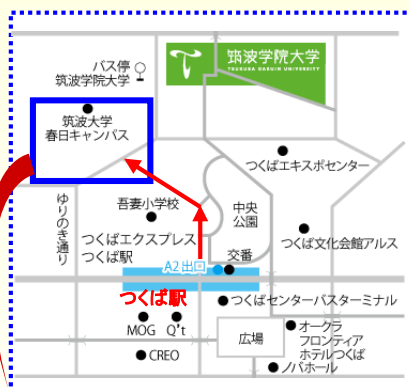 バス停
筑波学院大学
筑波学院大学
TSUKUBA GAKUIN UNIVERSITY
筑波大学
春日キャンパス
つくばエキスポセンター
ゆりのき通り
吾妻小学校
中央
公園
つくばエクスプレス
つくば駅
つくば文化会館アルス
交番
A2出口
つくば駅
つくばセンターバスターミナル
MOG
Q't
広場
オークラ
フロンティア
ホテルつくば
CREO
ノバホール